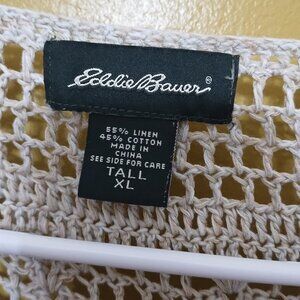 Eddie Bauer®
55% LINEN
45% COTTON
MADE IN
CHINA
SEE SIDE FOR CARE
TALL
XL